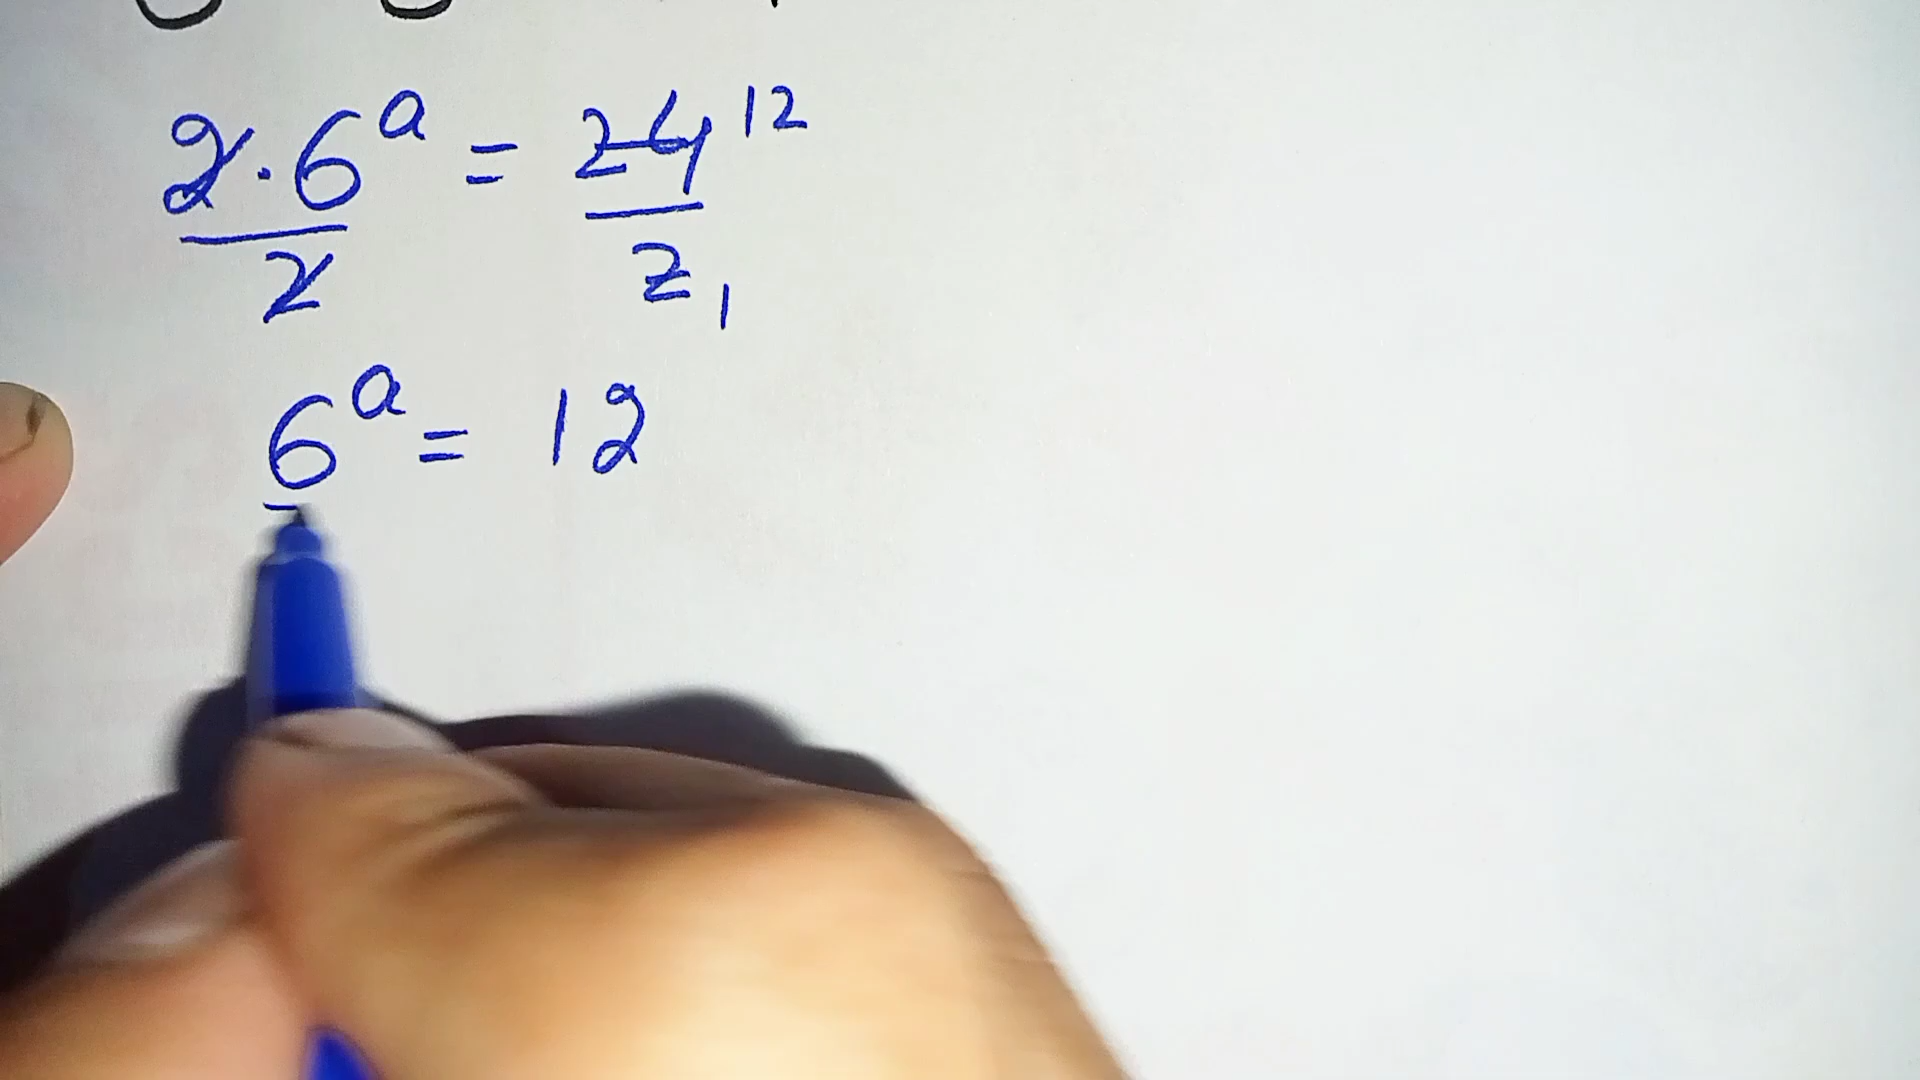 2·6^a/2 = 24^12/2_1
6^a = 12